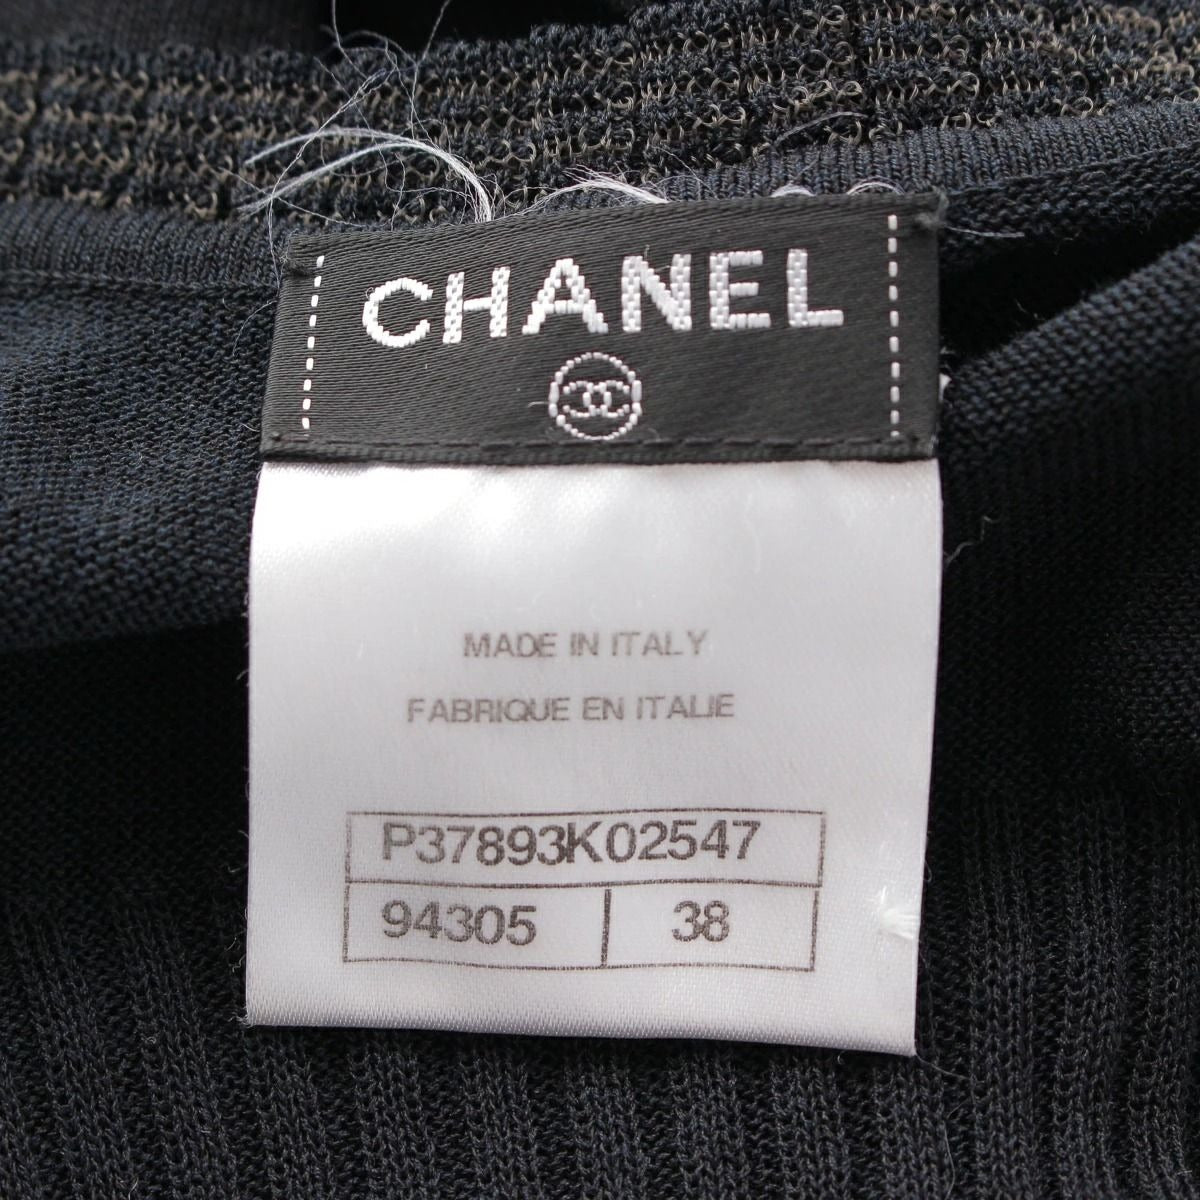 CHANEL
MADE IN ITALY
FABRIQUE EN ITALIE
P37893K02547
94305 38